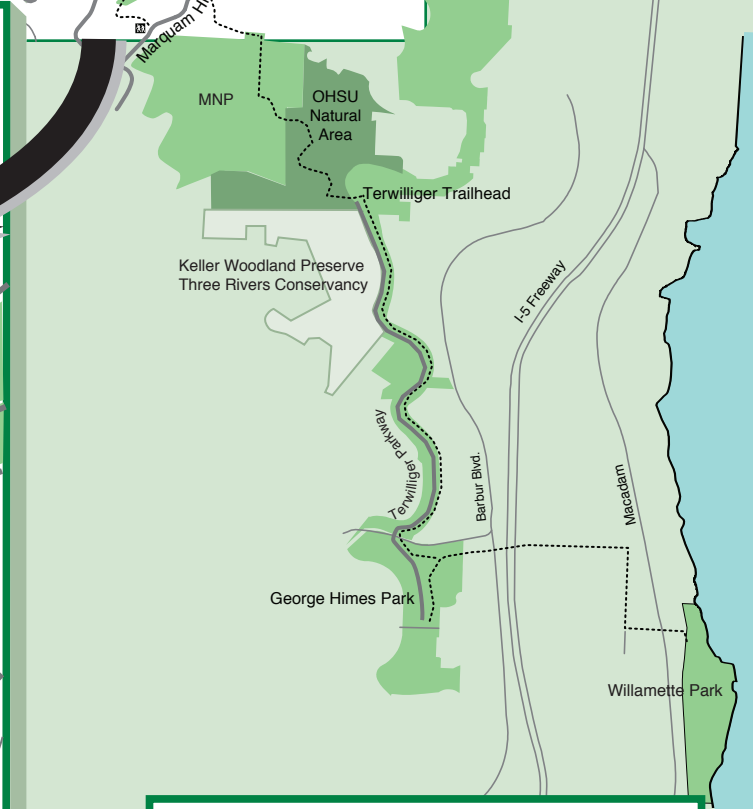 Marquam H
MNP
OHSU
Natural
Area
Terwilliger Trailhead
Keller Woodland Preserve
Three Rivers Conservancy
I-5 Freeway
Terwilliger Parkway
Barbur Blvd.
Macadam
George Himes Park
Willamette Park